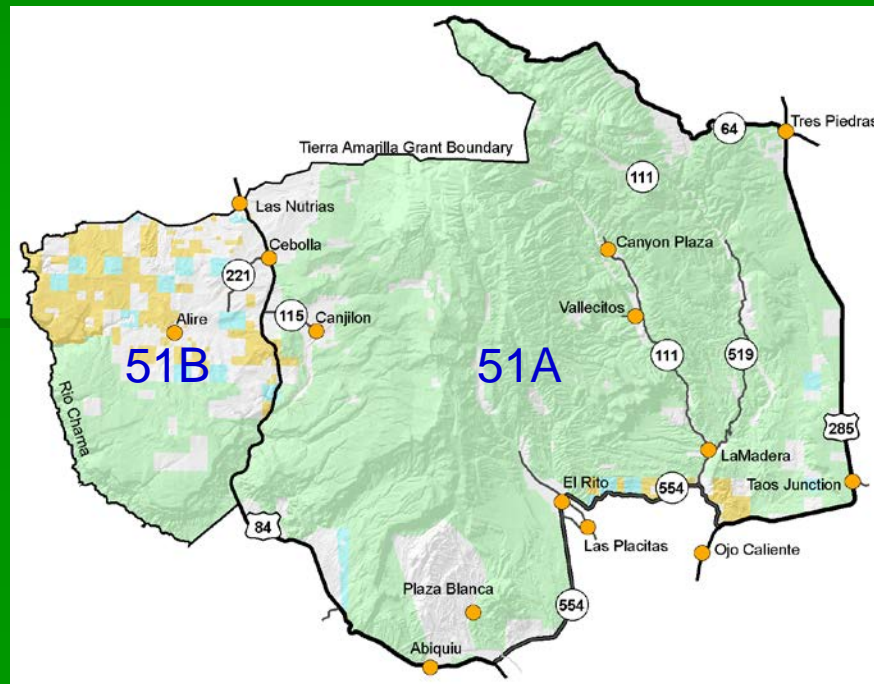 64
Tres Piedras
Tierra Amarilla Grant Boundary
111
Las Nutrias
Canyon Plaza
Cebolla
221
115
Canjilon
Vallecitos
Alire
51B
51A
111
519
Rio Chama
285
LaMadera
Taos Junction
El Rito
554
84
Las Placitas
Ojo Caliente
Plaza Blanca
554
Abiquiu